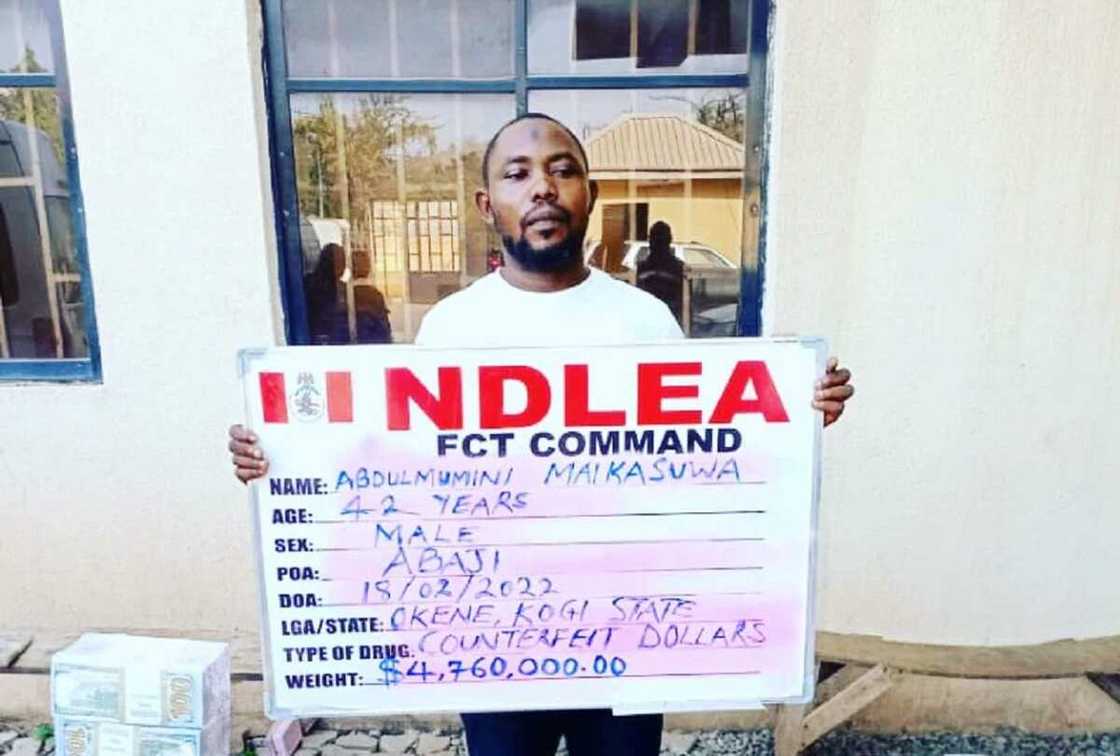 NDLEA
FCT COMMAND
NAME: ABDULMUMINI MAIKASUWA
AGE: 42 YEARS
SEX: MALE
POA: ABAJI
DOA: 18/02/2022
LGA/STATE: OKENE, KOGI STATE
TYPE OF DRUG: COUNTERFEIT DOLLARS
WEIGHT: $4,760,000.00